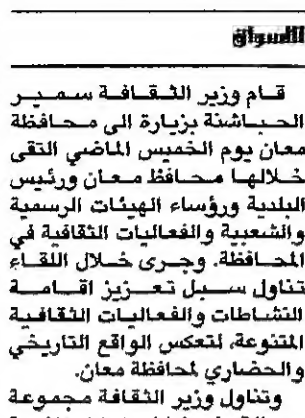 الأسواق
قام وزير الثقافة سمير
الحباشنة بزيارة الى محافظة
معان يوم الخميس الماضي التقى
خلالها محافظ معان ورئيس
البلدية ورؤساء الهيئات الرسمية
والشعبية والفعاليات الثقافية في
المحافظة. وجرى خلال اللقاء
تناول سبل تعزيز اقامة
النشاطات والفعاليات الثقافية
المتنوعة، لتعكس الواقع التاريخي
والحضاري لمحافظة معان.
وتناول وزير الثقافة مجموعة